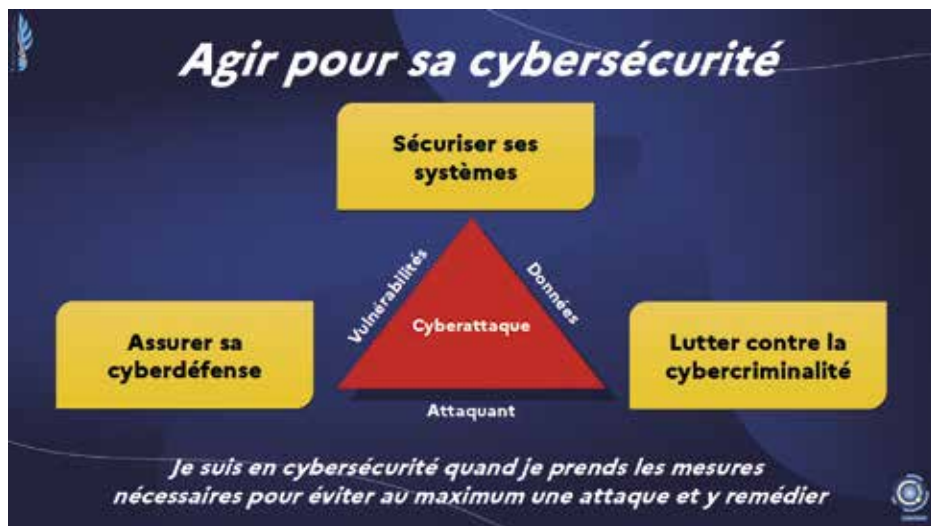 Agir pour sa cybersécurité
Sécuriser ses
systèmes
Vulnérabilités
Données
Cyberattaque
Assurer sa
cyberdéfense
Lutter contre la
cybercriminalité
Attaquant
Je suis en cybersécurité quand je prends les mesures
nécessaires pour éviter au maximum une attaque et y remédier